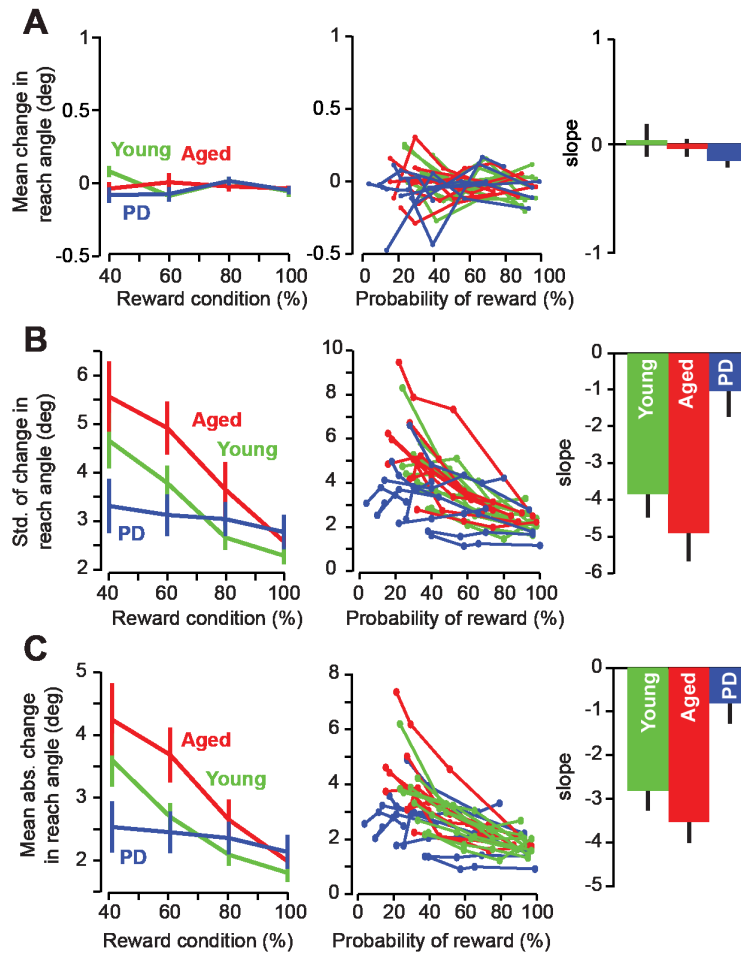 A
Mean change in
reach angle (deg)
1
0.5
0
-0.5
Young
Aged
PD
40 60 80 100
Reward condition (%)
1
0.5
0
-0.5
0 20 40 60 80 100
Probability of reward (%)
slope
1
0
-1
B
Std. of change in
reach angle (deg)
6
5
4
3
2
Aged
Young
PD
40 60 80 100
Reward condition (%)
10
8
6
4
2
0
0 20 40 60 80 100
Probability of reward (%)
slope
0
-1
-2
-3
-4
-5
-6
Young
Aged
PD
C
Mean abs. change
in reach angle (deg)
5
4
3
2
Aged
Young
PD
40 60 80 100
Reward condition (%)
8
6
4
2
0
0 20 40 60 80 100
Probability of reward (%)
slope
0
-1
-2
-3
-4
-5
Young
Aged
PD